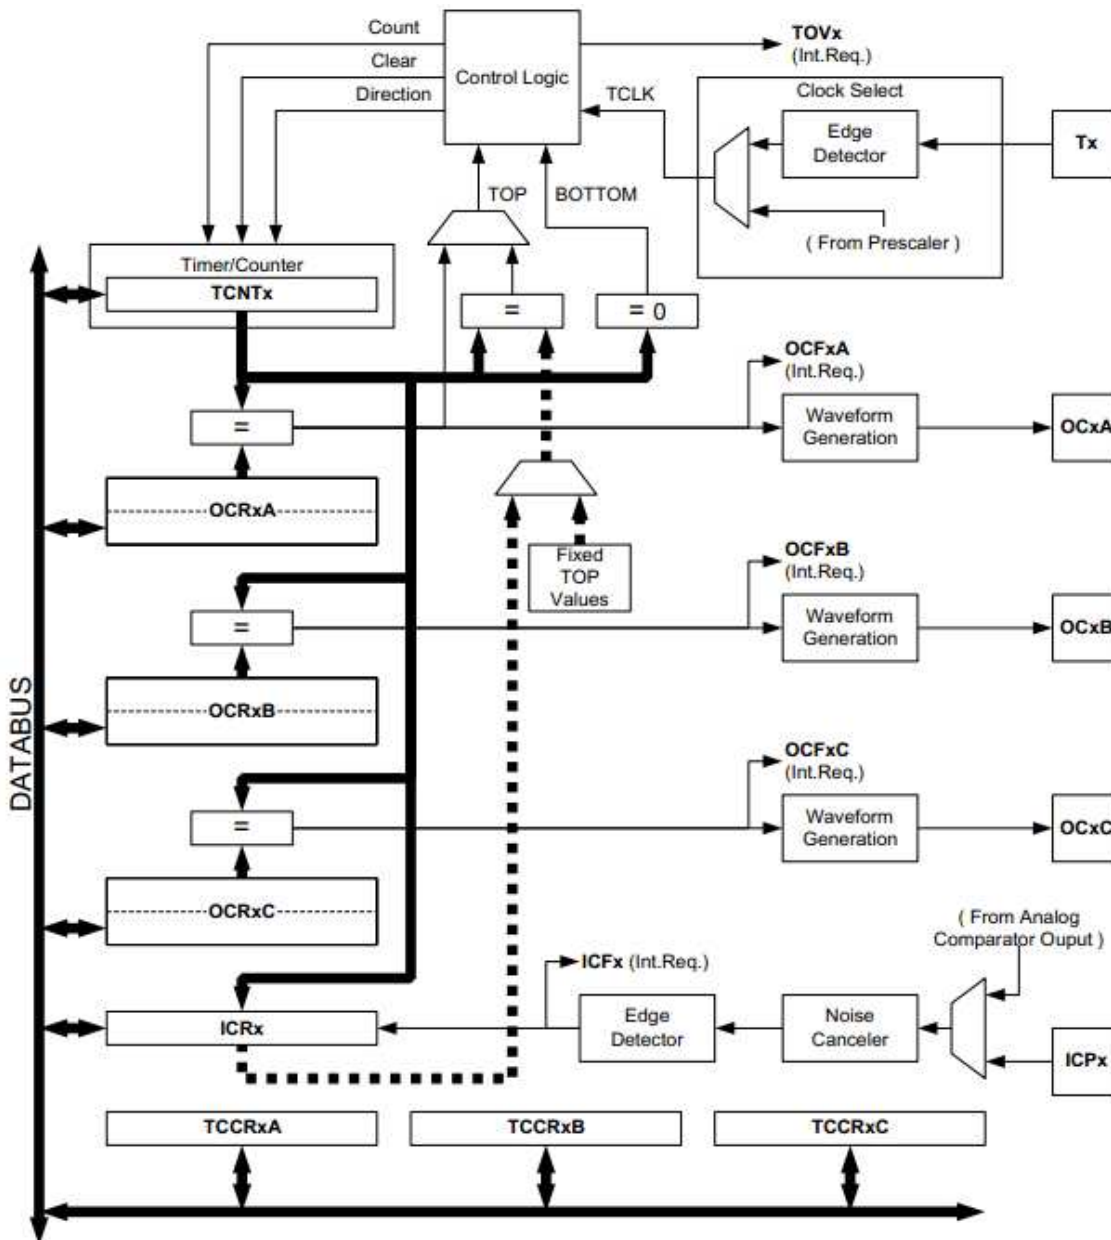 Count
Clear
Direction
Control Logic
TOVx
(Int.Req.)
TCLK
Clock Select
Edge
Detector
Tx
( From Prescaler )
TOP
BOTTOM
Timer/Counter
TCNTx
=
= 0
OCFxA
(Int.Req.)
=
Waveform
Generation
OCxA
OCRxA
Fixed
TOP
Values
OCFxB
(Int.Req.)
=
Waveform
Generation
OCxB
OCRxB
DATABUS
OCFxC
(Int.Req.)
=
Waveform
Generation
OCxC
OCRxC
( From Analog
Comparator Ouput )
ICFx (Int.Req.)
ICRx
Edge
Detector
Noise
Canceler
ICPx
TCCRxA
TCCRxB
TCCRxC